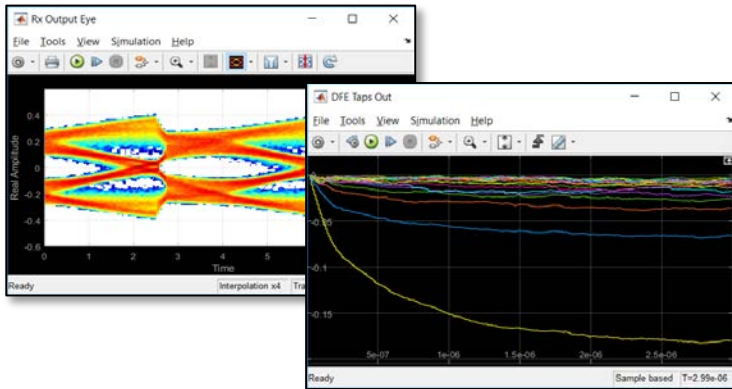 Rx Output Eye
File Tools View Simulation Help
Real Amplitude
0.4
0.2
0
-0.2
-0.4
-0.6
0 1 2 3 4 5
Time
Ready Interpolation x4 Tra
DFE Taps Out
File Tools View Simulation Help
0
-0.05
-0.1
-0.15
5e-07 1e-06 1.5e-06 2e-06 2.5e-06
Ready Sample based T=2.99e-06